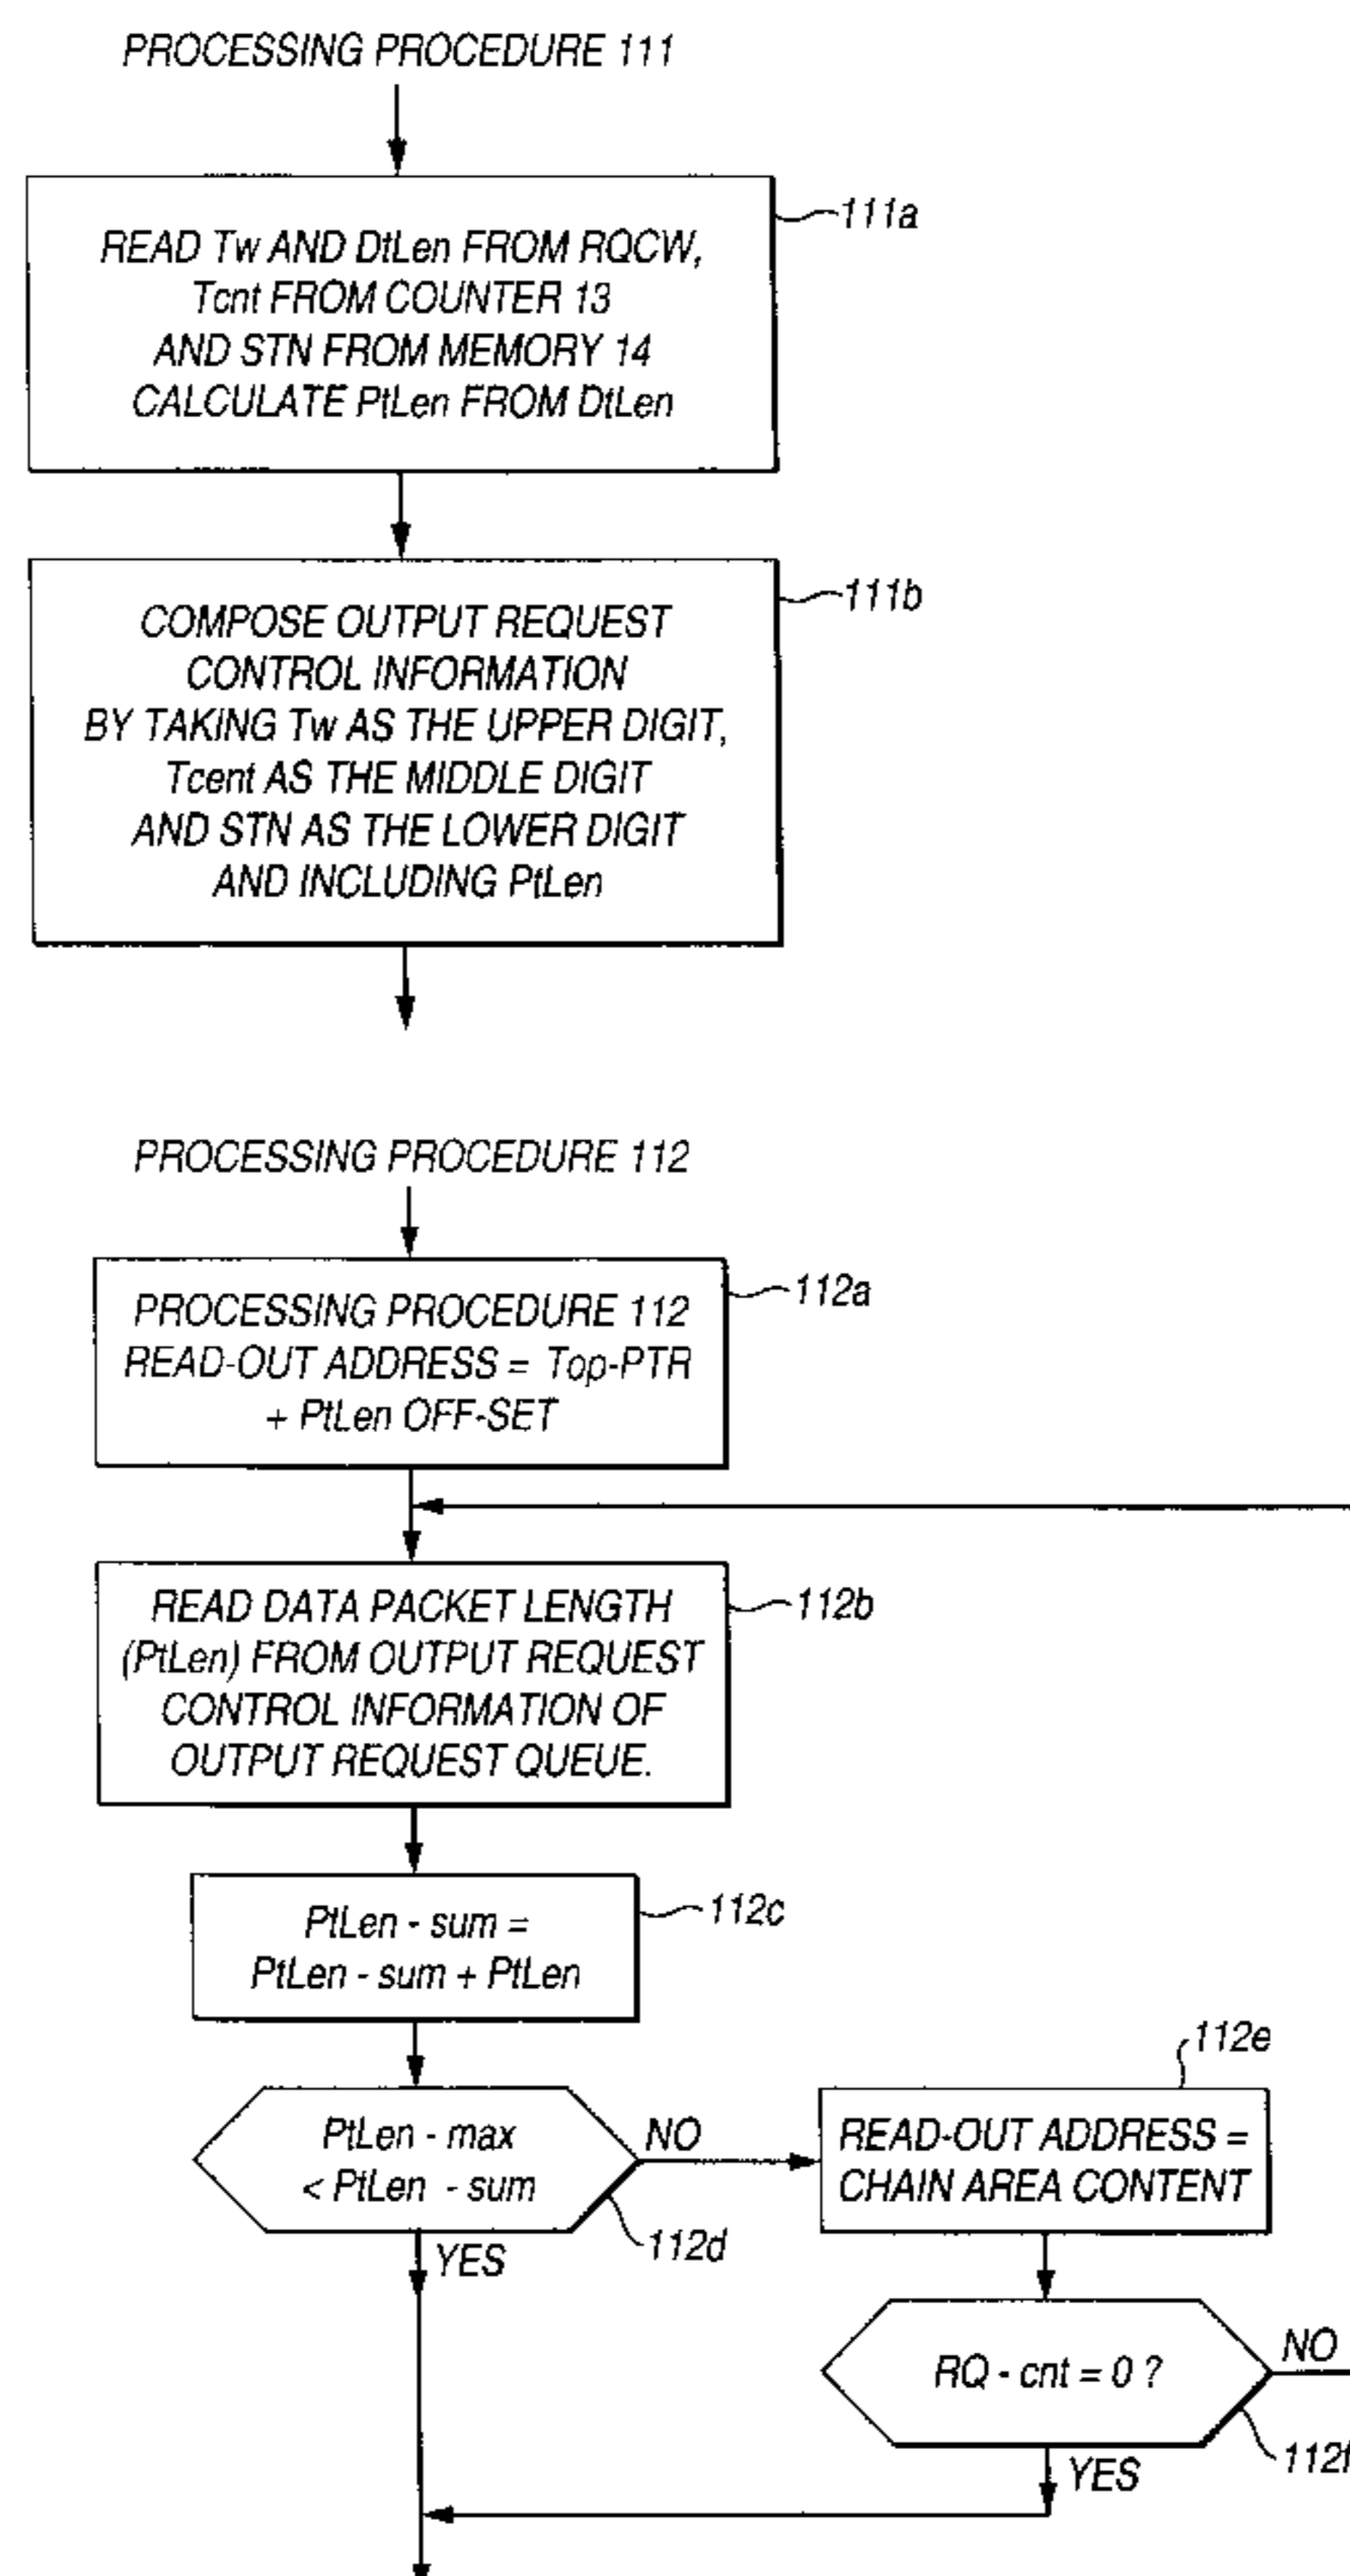 PROCESSING PROCEDURE 111
111a
READ Tw AND DtLen FROM RQCW,
Tcnt FROM COUNTER 13
AND STN FROM MEMORY 14
CALCULATE PtLen FROM DtLen
111b
COMPOSE OUTPUT REQUEST
CONTROL INFORMATION
BY TAKING Tw AS THE UPPER DIGIT,
Tcent AS THE MIDDLE DIGIT
AND STN AS THE LOWER DIGIT
AND INCLUDING PtLen
PROCESSING PROCEDURE 112
112a
PROCESSING PROCEDURE 112
READ-OUT ADDRESS = Top-PTR
+ PtLen OFF-SET
112b
READ DATA PACKET LENGTH
(PtLen) FROM OUTPUT REQUEST
CONTROL INFORMATION OF
OUTPUT REQUEST QUEUE.
112c
PtLen - sum =
PtLen - sum + PtLen
112e
PtLen - max
< PtLen - sum
NO
READ-OUT ADDRESS =
CHAIN AREA CONTENT
112d
YES
RQ - cnt = 0 ?
NO
112f
YES